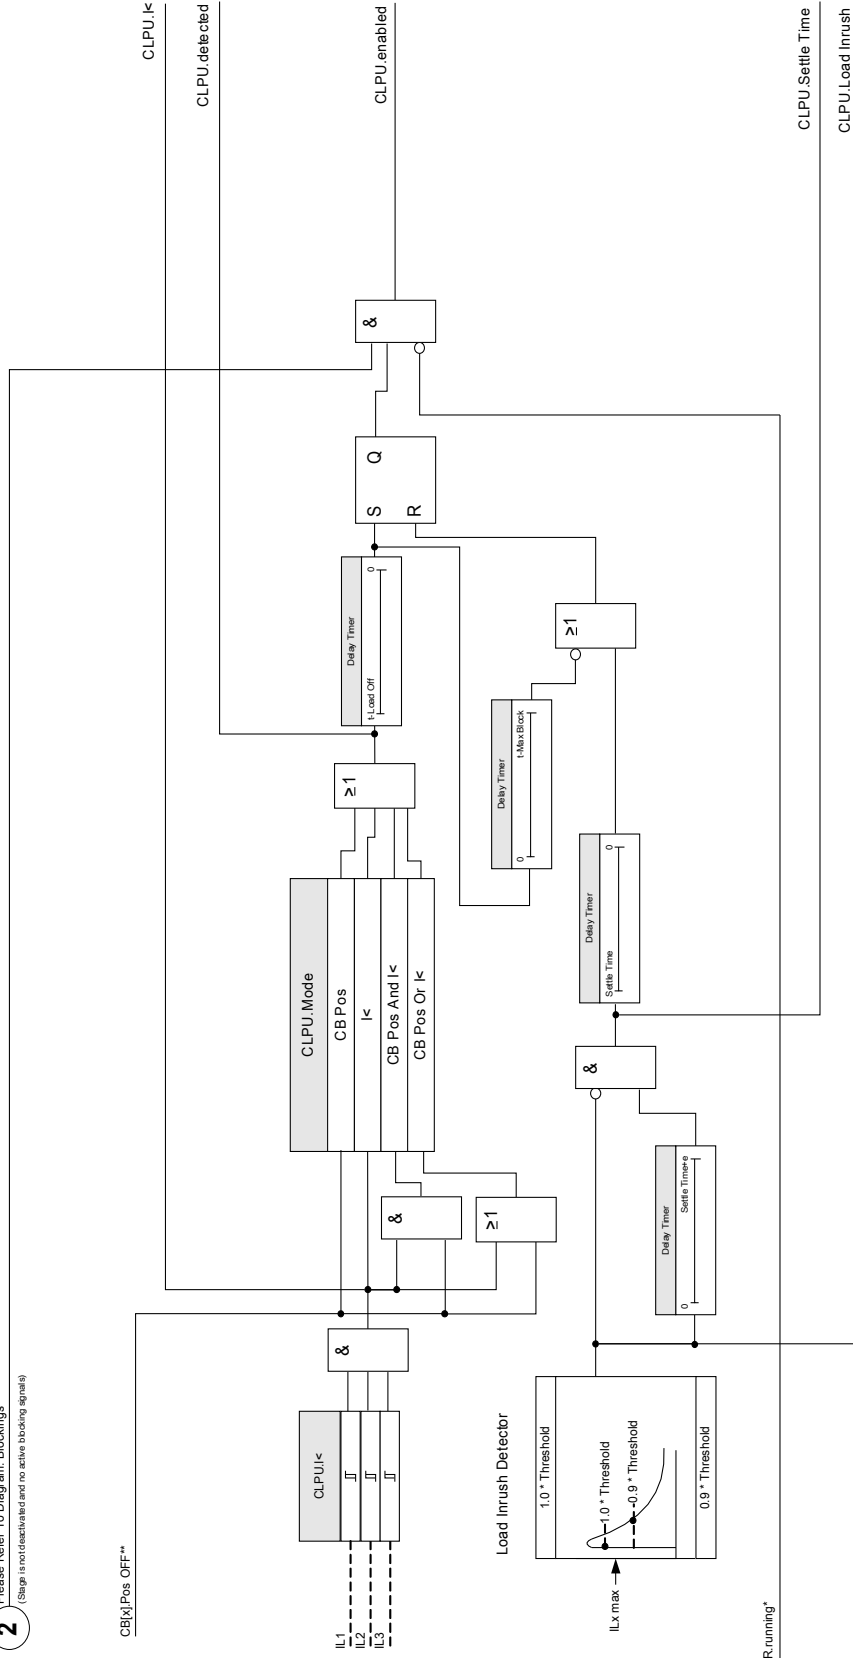 2
Please Refer To Diagram: Blockings
(Stage is not deactivated and no active blocking signals)
CLPU.I<
CLPU.detected
CLPU.enabled
CB[x].Pos OFF**
IL1
IL2
IL3
CLPU.I<
&
CLPU.Mode
CB Pos
I<
CB Pos And I<
CB Pos Or I<
&
≥1
≥1
Delay Timer
t-Load Off
0
S
R
Q
&
Delay Timer
0
t-Max Block
≥1
Load Inrush Detector
ILx max
1.0 * Threshold
1.0 * Threshold
0.9 * Threshold
0.9 * Threshold
Delay Timer
0
Settle Time+e
&
Delay Timer
Settle Time
0
CLPU.Settle Time
CLPU.Load Inrush
R.running*